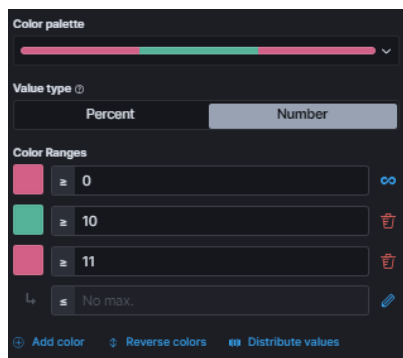 Color palette
Value type
Percent Number
Color Ranges
≥ 0
≥ 10
≥ 11
≤ No max.
Add color Reverse colors Distribute values